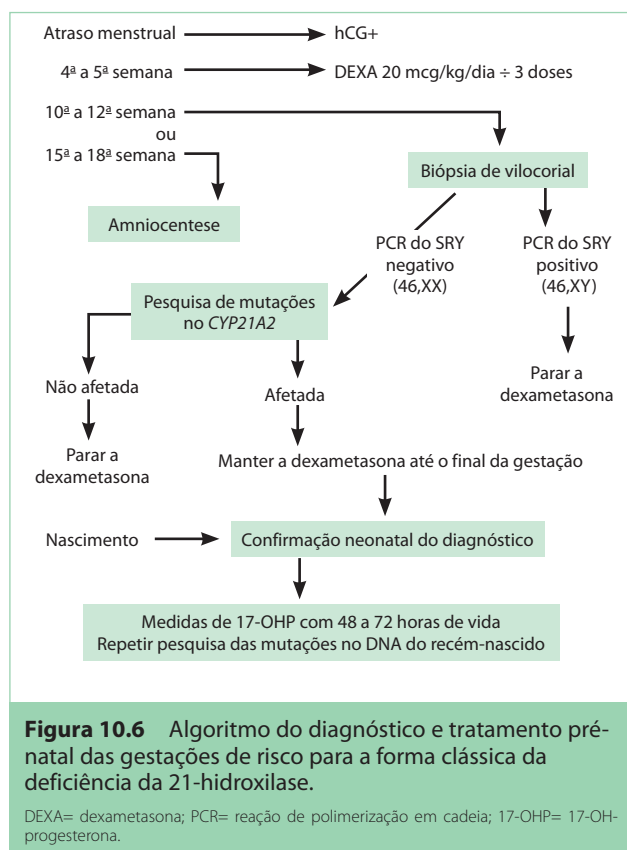 Atraso menstrual
hCG+
4ª a 5ª semana
DEXA 20 mcg/kg/dia ÷ 3 doses
10ª a 12ª semana
ou
15ª a 18ª semana
Biópsia de vilocorial
Amniocentese
PCR do SRY
negativo
(46,XX)
PCR do SRY
positivo
(46,XY)
Pesquisa de mutações
no CYP21A2
Não afetada
Afetada
Parar a
dexametasona
Parar a
dexametasona
Manter a dexametasona até o final da gestação
Nascimento
Confirmação neonatal do diagnóstico
Medidas de 17-OHP com 48 a 72 horas de vida
Repetir pesquisa das mutações no DNA do recém-nascido
Figura 10.6 Algoritmo do diagnóstico e tratamento pré-
natal das gestações de risco para a forma clássica da
deficiência da 21-hidroxilase.
DEXA= dexametasona; PCR= reação de polimerização em cadeia; 17-OHP= 17-OH-
progesterona.